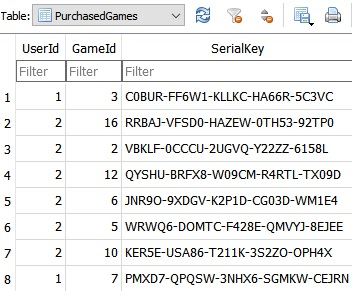 Table: PurchasedGames
UserId GameId SerialKey
Filter Filter Filter
1 1 3 C0BUR-FF6W1-KLLKC-HA66R-5C3VC
2 2 16 RRBAJ-VFSD0-HAZEW-0TH53-92TP0
3 2 2 VBKLF-0CCCU-2UGVQ-Y22ZZ-6158L
4 2 12 QYSHU-BRFX8-W09CM-R4RTL-TX09D
5 2 6 JNR9O-9XDGV-K2P1D-CG03D-WM1E4
6 2 5 WRWQ6-DOMTC-F428E-QMVYJ-8EJEE
7 2 10 KER5E-USA86-T211K-3S2ZO-OPH4X
8 1 7 PMXD7-QPQSW-3NHX6-SGMKW-CEJRN